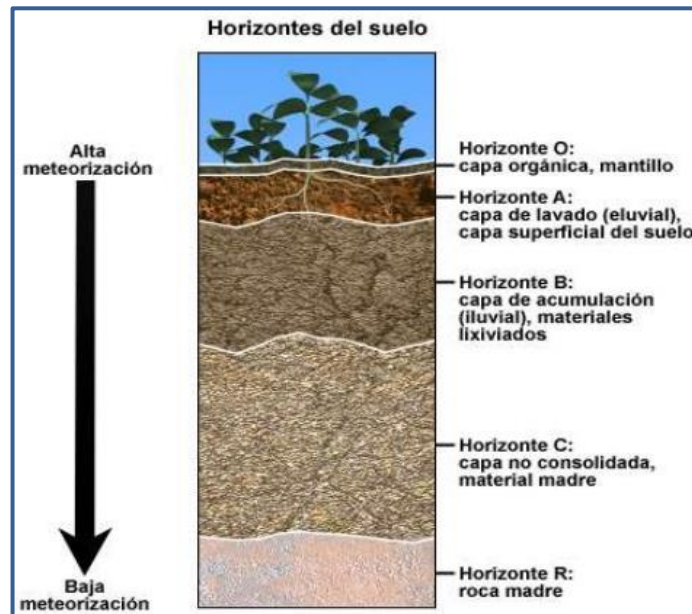 Horizontes del suelo
Alta
meteorización
Horizonte O:
capa orgánica, mantillo
Horizonte A:
capa de lavado (eluvial),
capa superficial del suelo
Horizonte B:
capa de acumulación
(iluvial), materiales
lixiviados
Horizonte C:
capa no consolidada,
material madre
Horizonte R:
roca madre
Baja
meteorización